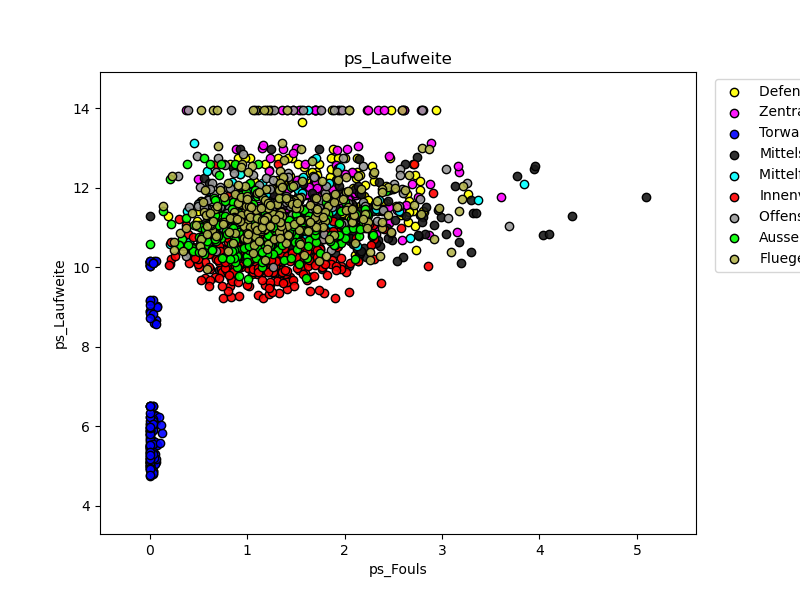 ps_Laufweite
14
12
10
8
6
4
ps_Laufweite
0 1 2 3 4 5
ps_Fouls
Defen
Zentra
Torwa
Mittels
Mittelf
Innenv
Offens
Ausse
Fluege